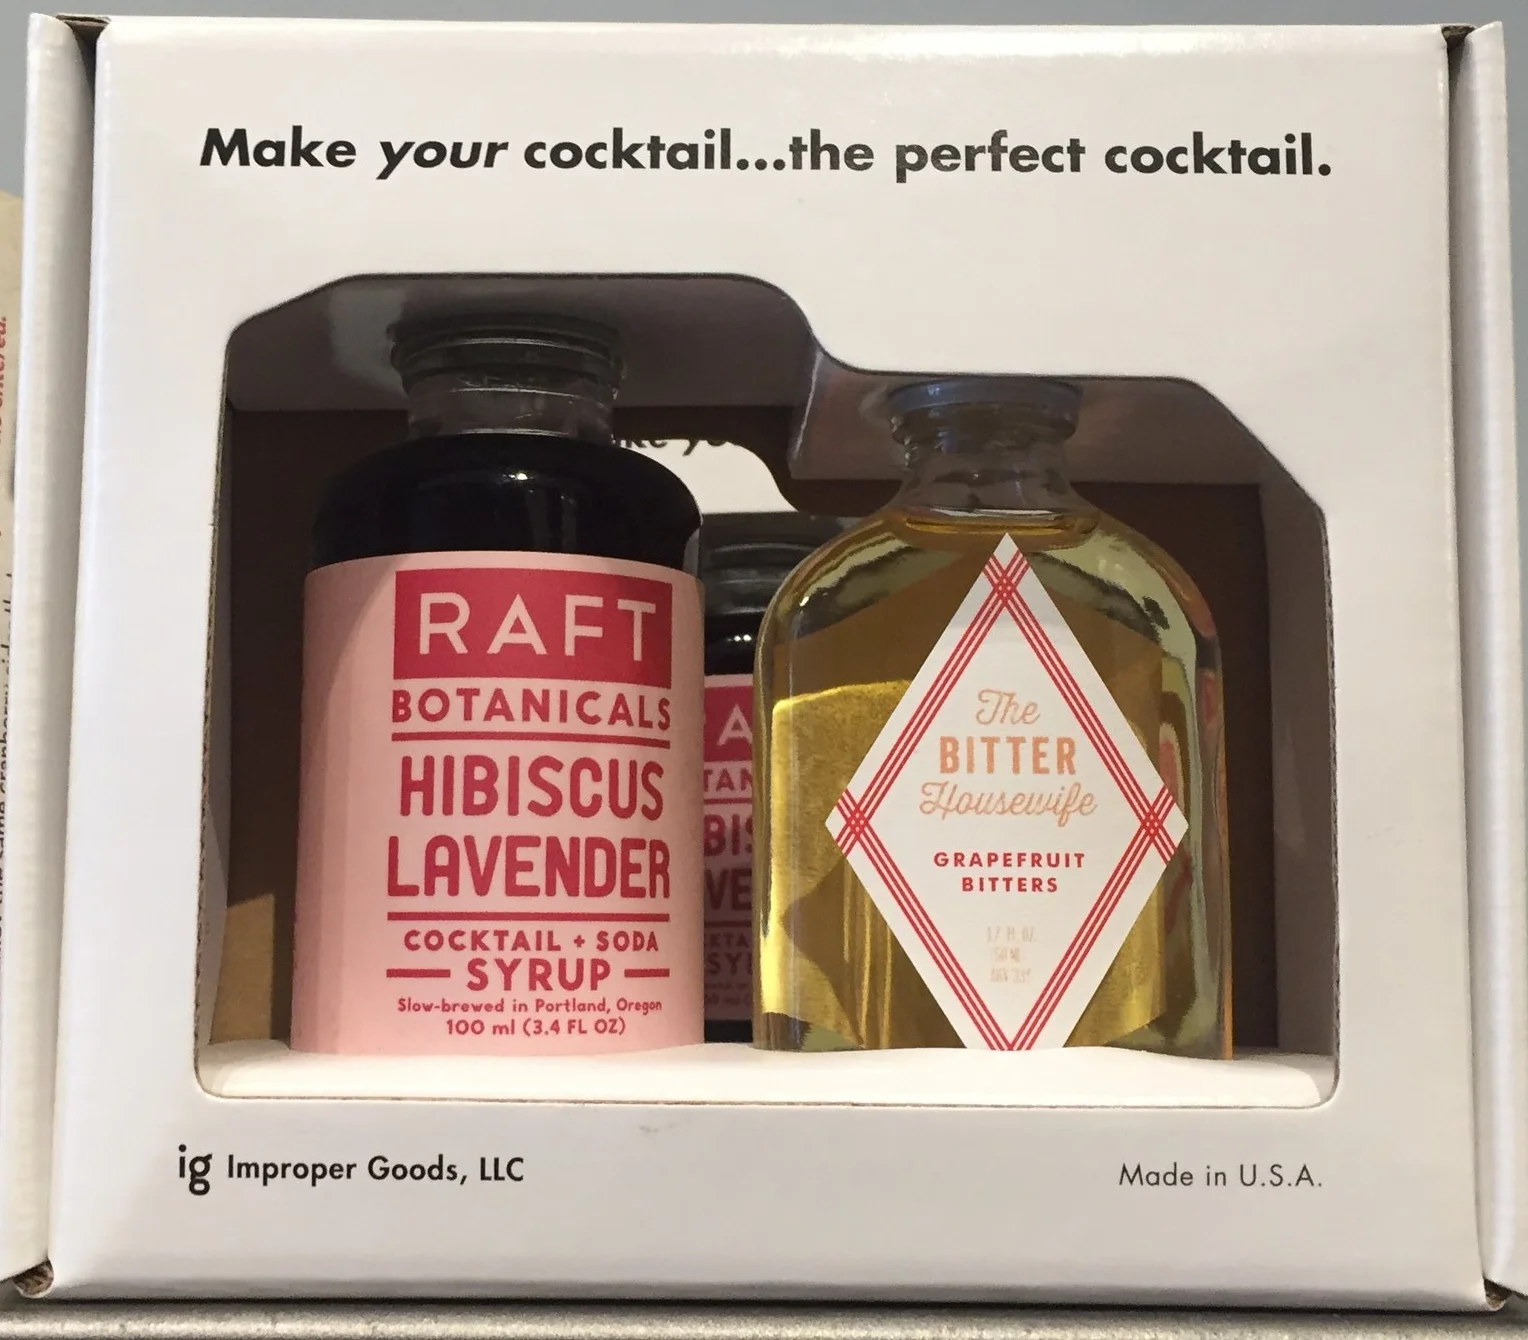 Make your cocktail...the perfect cocktail.
RAFT
BOTANICALS
HIBISCUS
LAVENDER
COCKTAIL + SODA
SYRUP
Slow-brewed in Portland, Oregon
100 ml (3.4 FL OZ)
The
BITTER
Housewife
GRAPEFRUIT
BITTERS
ig Improper Goods, LLC
Made in U.S.A.